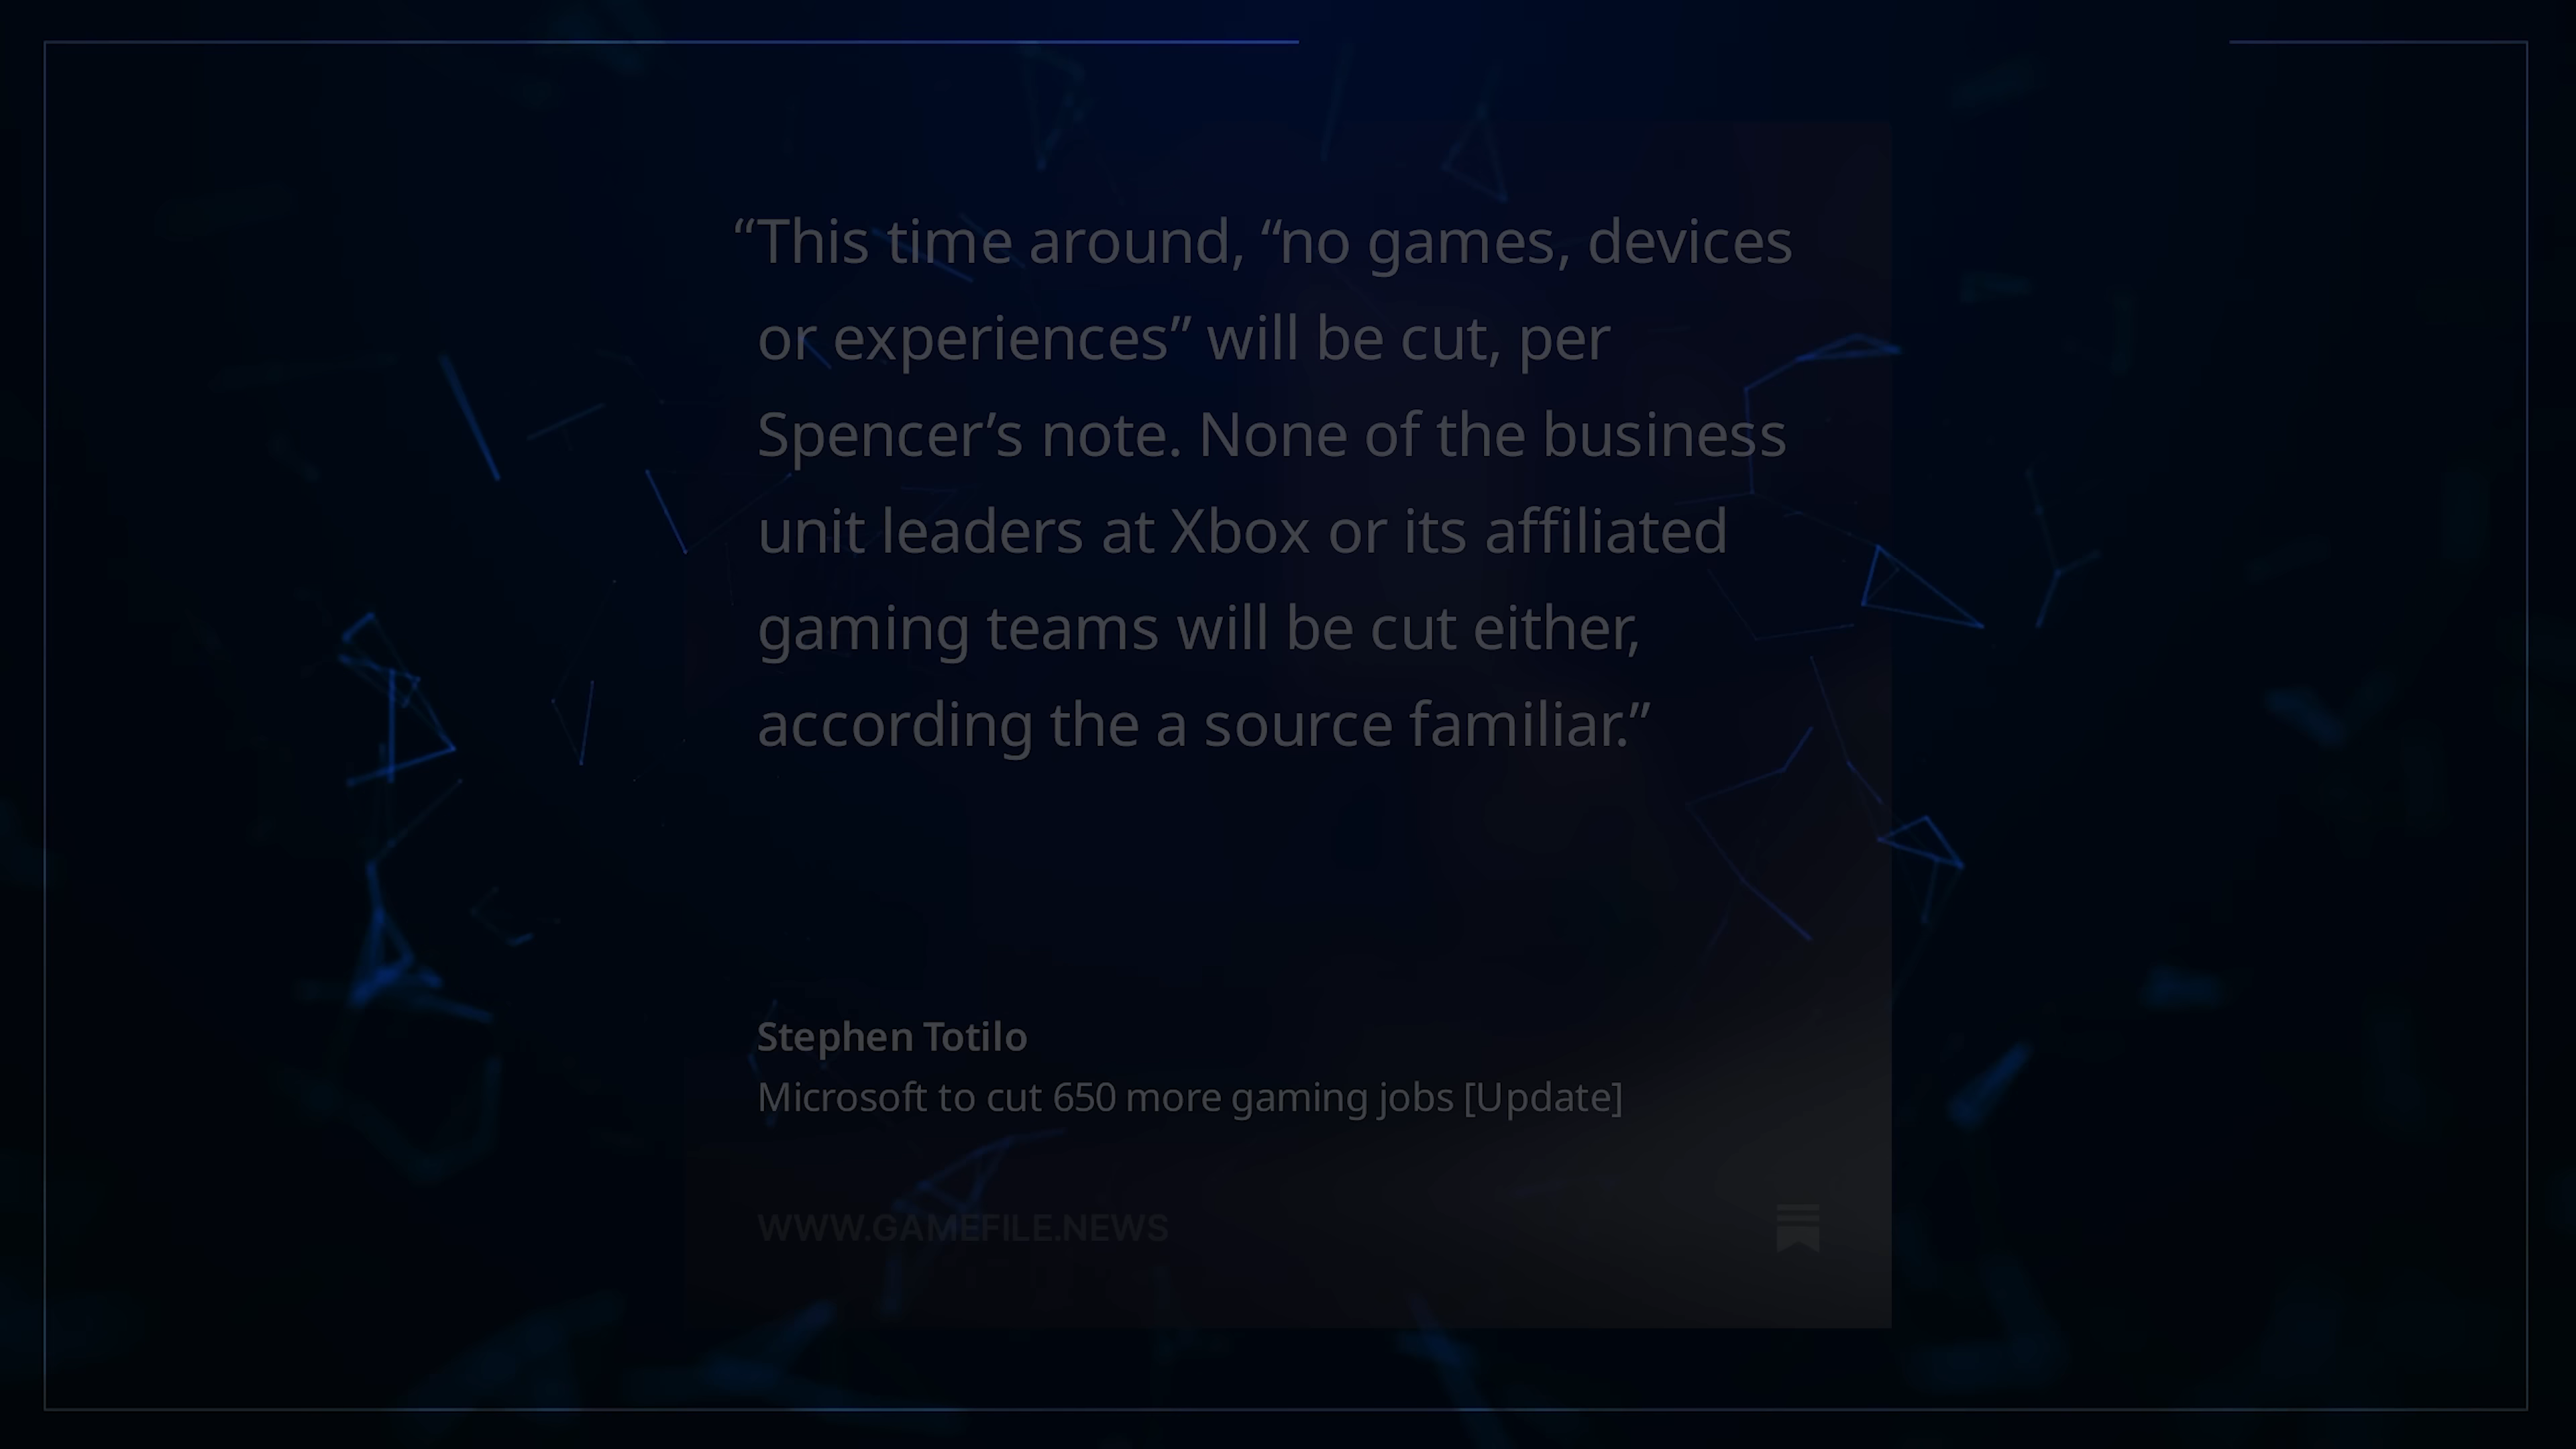 “This time around, “no games, devices
or experiences” will be cut, per
Spencer’s note. None of the business
unit leaders at Xbox or its affiliated
gaming teams will be cut either,
according the a source familiar.”
Stephen Totilo
Microsoft to cut 650 more gaming jobs [Update]
WWW.GAMEFILE.NEWS